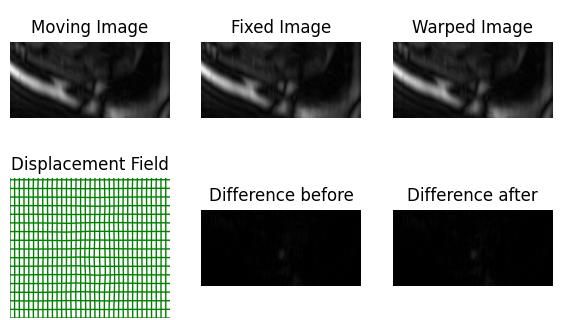 Moving Image
Fixed Image
Warped Image
Displacement Field
Difference before
Difference after